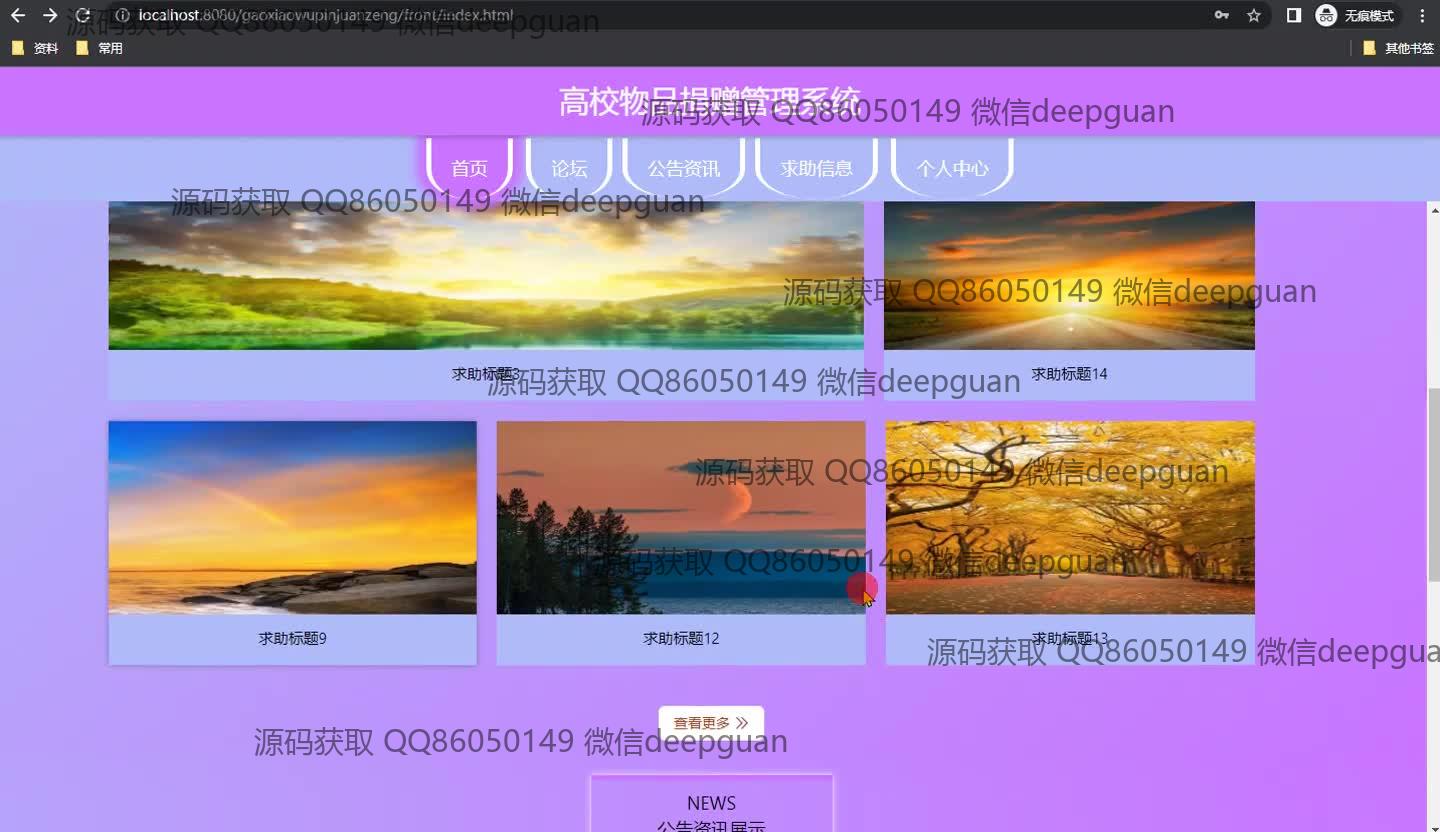 localhost:8080/gaoxiaowupinjuanzeng/front/index.html
无痕模式
源码获取 QQ86050149 微信deepguan
资料
常用
其他书签
高校物品捐赠管理系统
源码获取 QQ86050149 微信deepguan
首页
论坛
公告资讯
求助信息
个人中心
源码获取 QQ86050149 微信deepguan
源码获取 QQ86050149 微信deepguan
求助标题3
求助标题14
源码获取 QQ86050149 微信deepguan
源码获取 QQ86050149 微信deepguan
源码获取 QQ86050149 微信deepguan
求助标题9
求助标题12
求助标题13
源码获取 QQ86050149 微信deepgua
查看更多
源码获取 QQ86050149 微信deepguan
NEWS
公告资讯展示